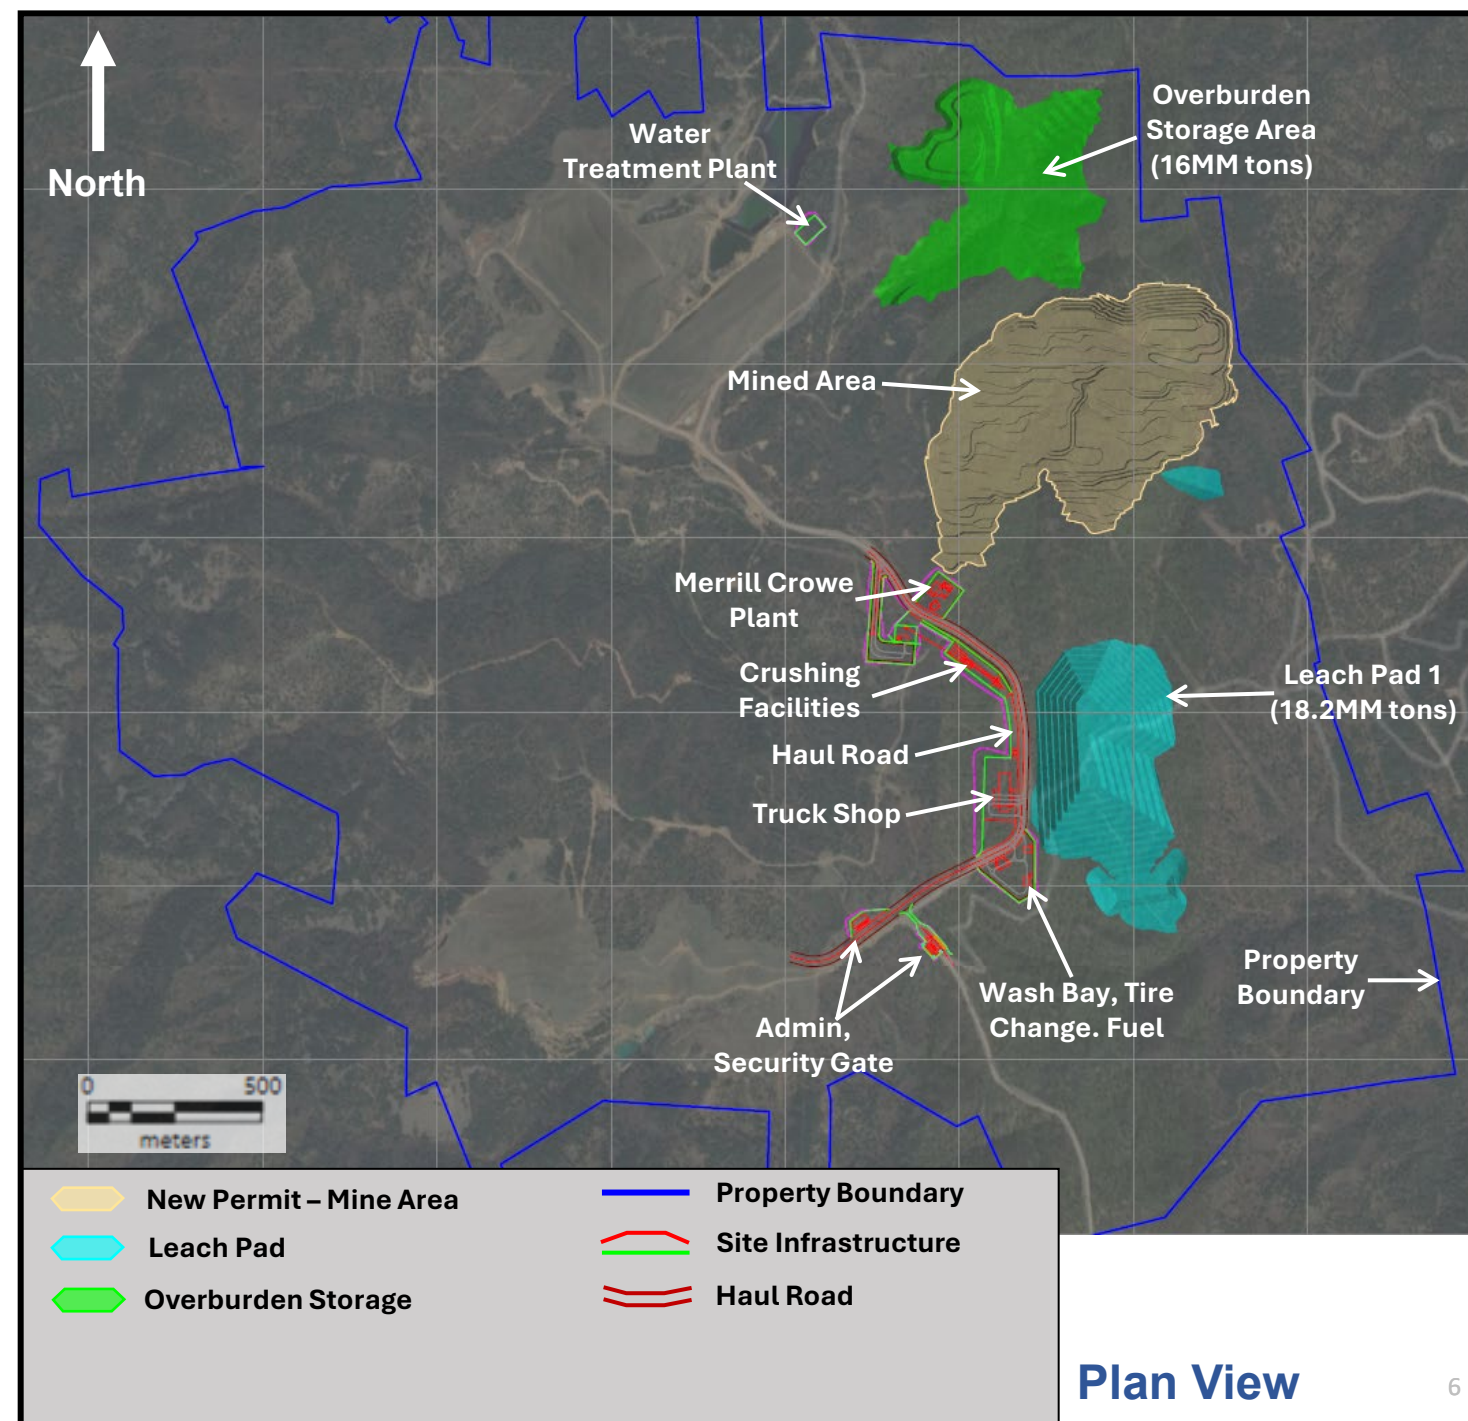 North
Water
Treatment Plant
Overburden
Storage Area
(16MM tons)
Mined Area
Merrill Crowe
Plant
Crushing
Facilities
Haul Road
Truck Shop
Leach Pad 1
(18.2MM tons)
Property
Boundary
Wash Bay, Tire
Change. Fuel
Admin,
Security Gate
0 500
meters
New Permit – Mine Area
Leach Pad
Overburden Storage
Property Boundary
Site Infrastructure
Haul Road
Plan View
6